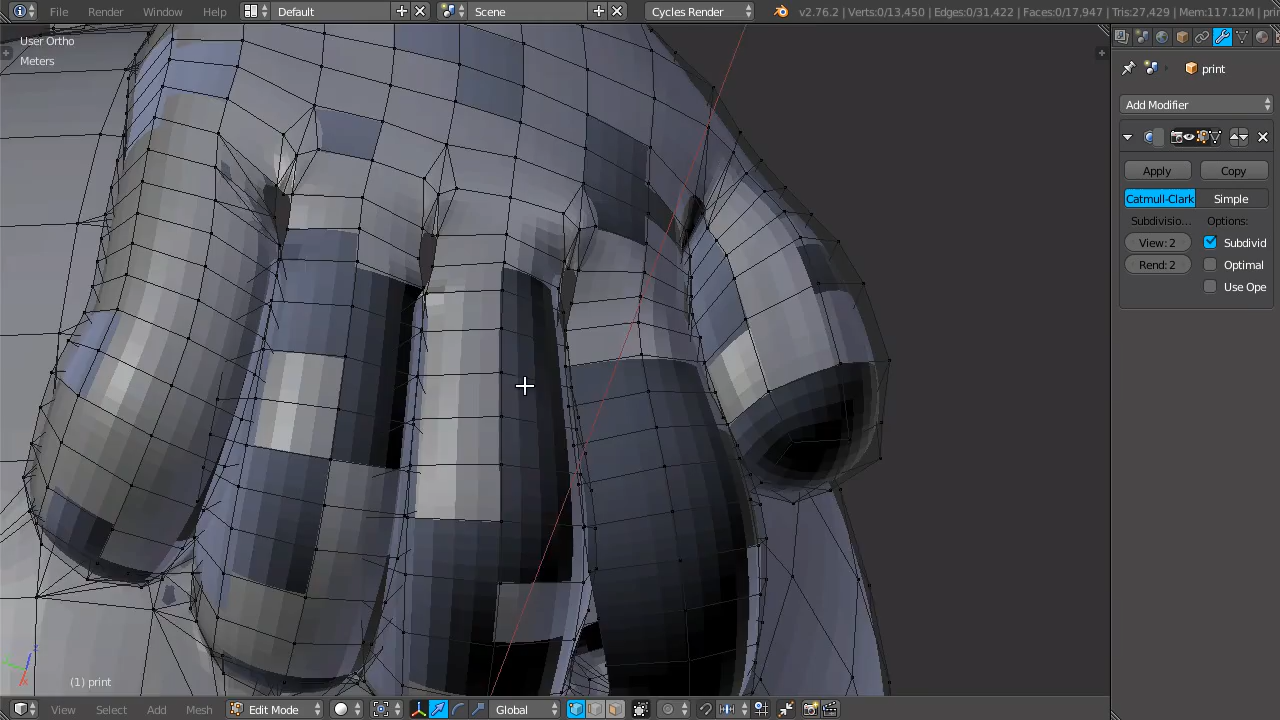 File Render Window Help Default Scene Cycles Render v2.76.2 | Verts:0/13,450 | Edges:0/31,422 | Faces:0/17,947 | Tris:27,429 | Mem:117.12M | pri
User Ortho
Meters
print
Add Modifier
Apply Copy
Catmull-Clark Simple
Subdivisio... Options:
View: 2 Subdivid
Rend: 2 Optimal
Use Ope
(1) print
View Select Add Mesh Edit Mode Global